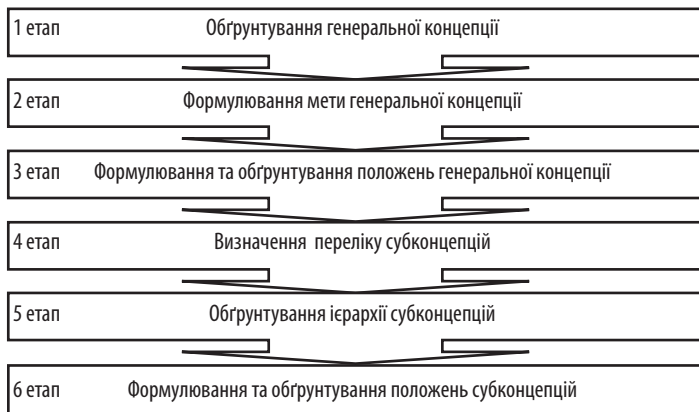 1 етап Обґрунтування генеральної концепції
2 етап Формулювання мети генеральної концепції
3 етап Формулювання та обґрунтування положень генеральної концепції
4 етап Визначення переліку субконцепцій
5 етап Обґрунтування ієрархії субконцепцій
6 етап Формулювання та обґрунтування положень субконцепцій